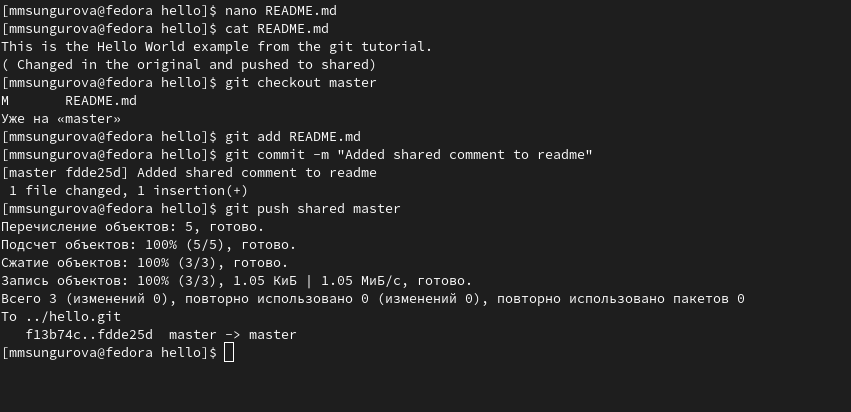 [mmsungurova@fedora hello]$ nano README.md
[mmsungurova@fedora hello]$ cat README.md
This is the Hello World example from the git tutorial.
( Changed in the original and pushed to shared)
[mmsungurova@fedora hello]$ git checkout master
M       README.md
Уже на «master»
[mmsungurova@fedora hello]$ git add README.md
[mmsungurova@fedora hello]$ git commit -m "Added shared comment to readme"
[master fdde25d] Added shared comment to readme
 1 file changed, 1 insertion(+)
[mmsungurova@fedora hello]$ git push shared master
Перечисление объектов: 5, готово.
Подсчет объектов: 100% (5/5), готово.
Сжатие объектов: 100% (3/3), готово.
Запись объектов: 100% (3/3), 1.05 КиБ | 1.05 МиБ/с, готово.
Всего 3 (изменений 0), повторно использовано 0 (изменений 0), повторно использовано пакетов 0
To ../hello.git
   f13b74c..fdde25d  master -> master
[mmsungurova@fedora hello]$